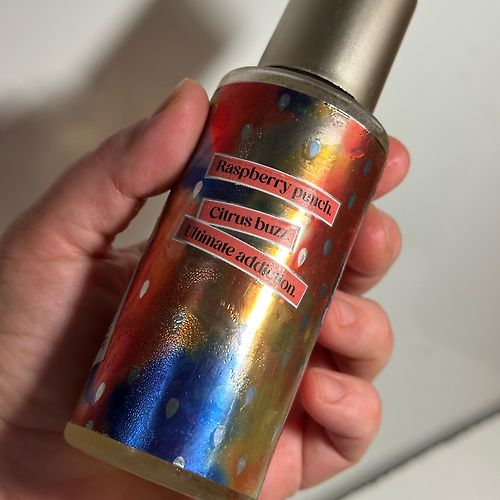 Raspberry punch.
Citrus buzz.
Ultimate addiction.